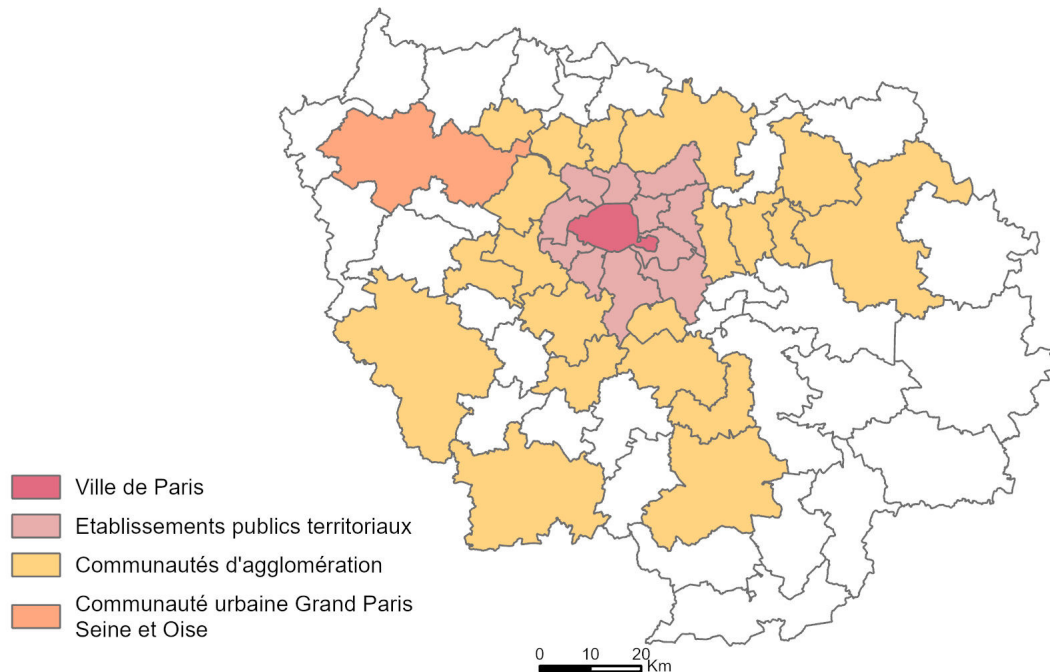 Ville de Paris
Etablissements publics territoriaux
Communautés d'agglomération
Communauté urbaine Grand Paris
Seine et Oise
0 10 20
Km